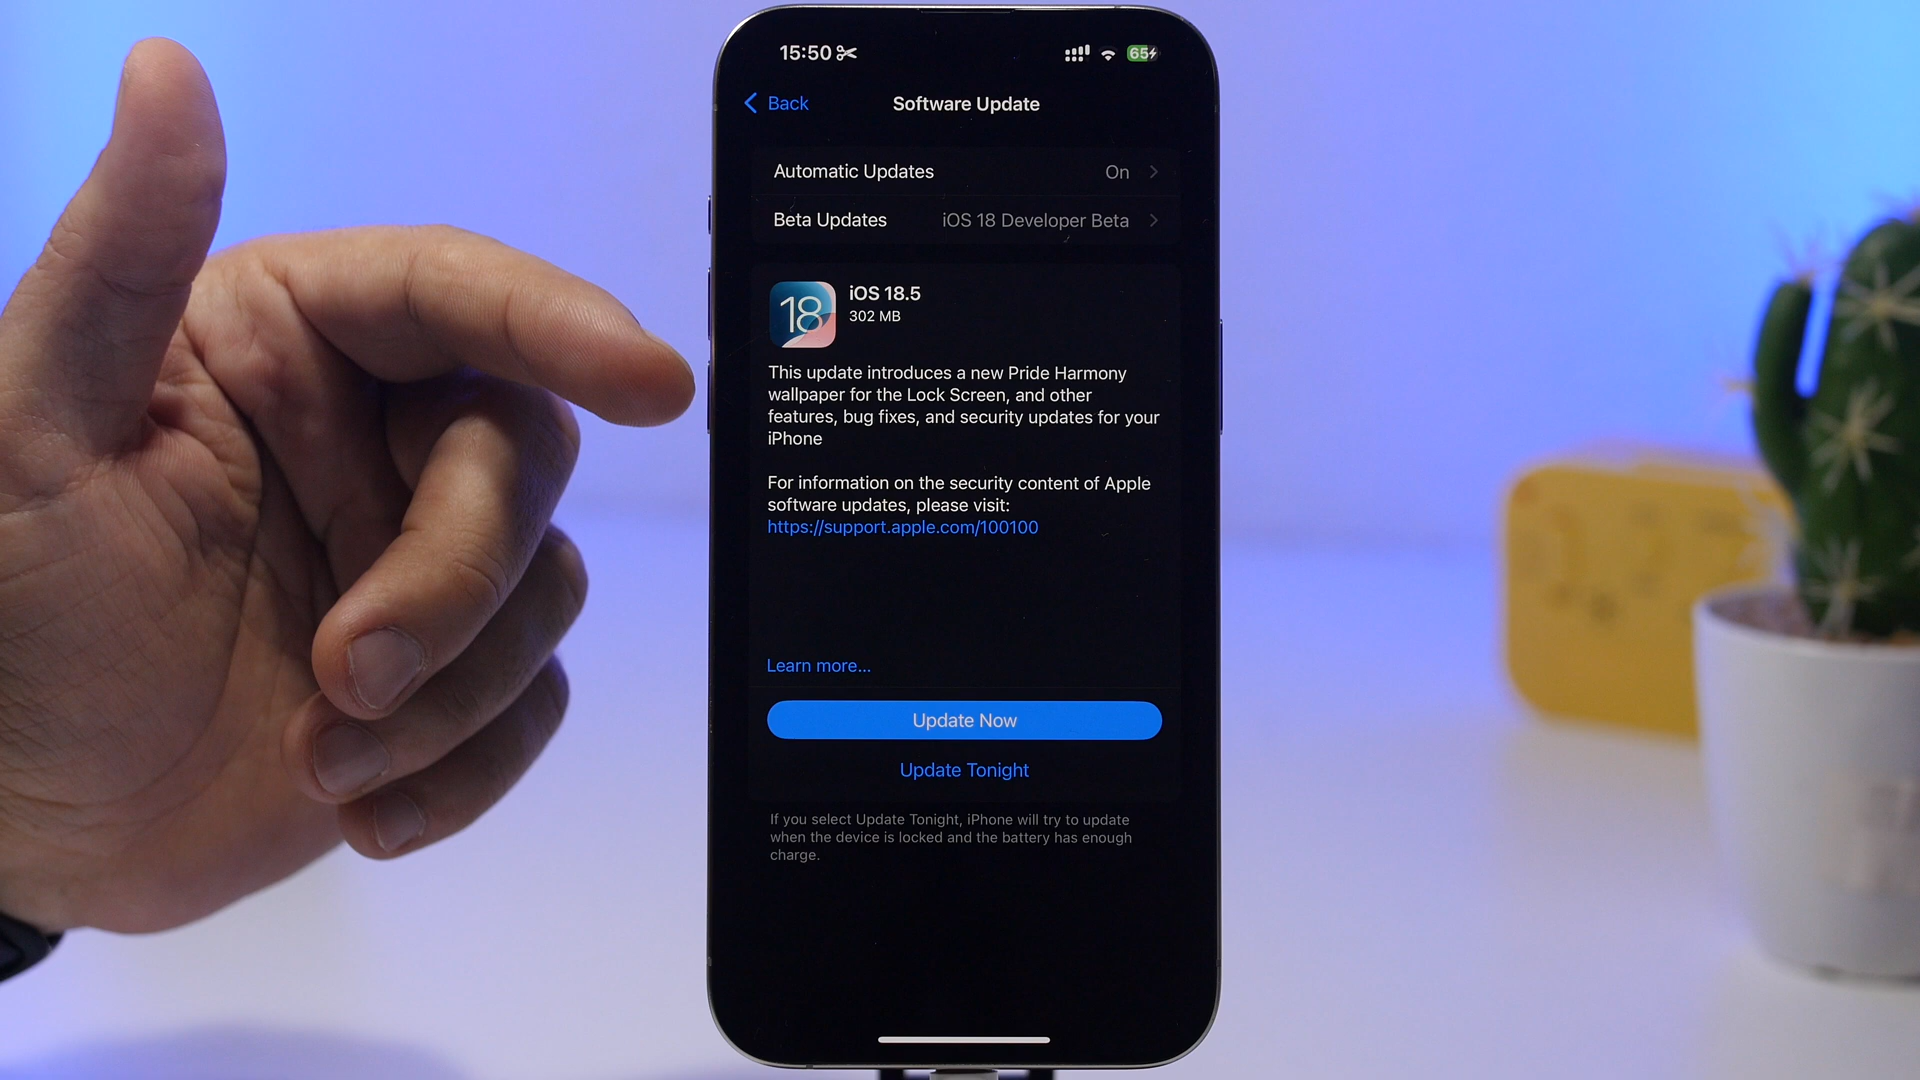 15:50
65
Back
Software Update
Automatic Updates On
Beta Updates iOS 18 Developer Beta
18
iOS 18.5
302 MB
This update introduces a new Pride Harmony
wallpaper for the Lock Screen, and other
features, bug fixes, and security updates for your
iPhone
For information on the security content of Apple
software updates, please visit:
https://support.apple.com/100100
Learn more...
Update Now
Update Tonight
If you select Update Tonight, iPhone will try to update
when the device is locked and the battery has enough
charge.